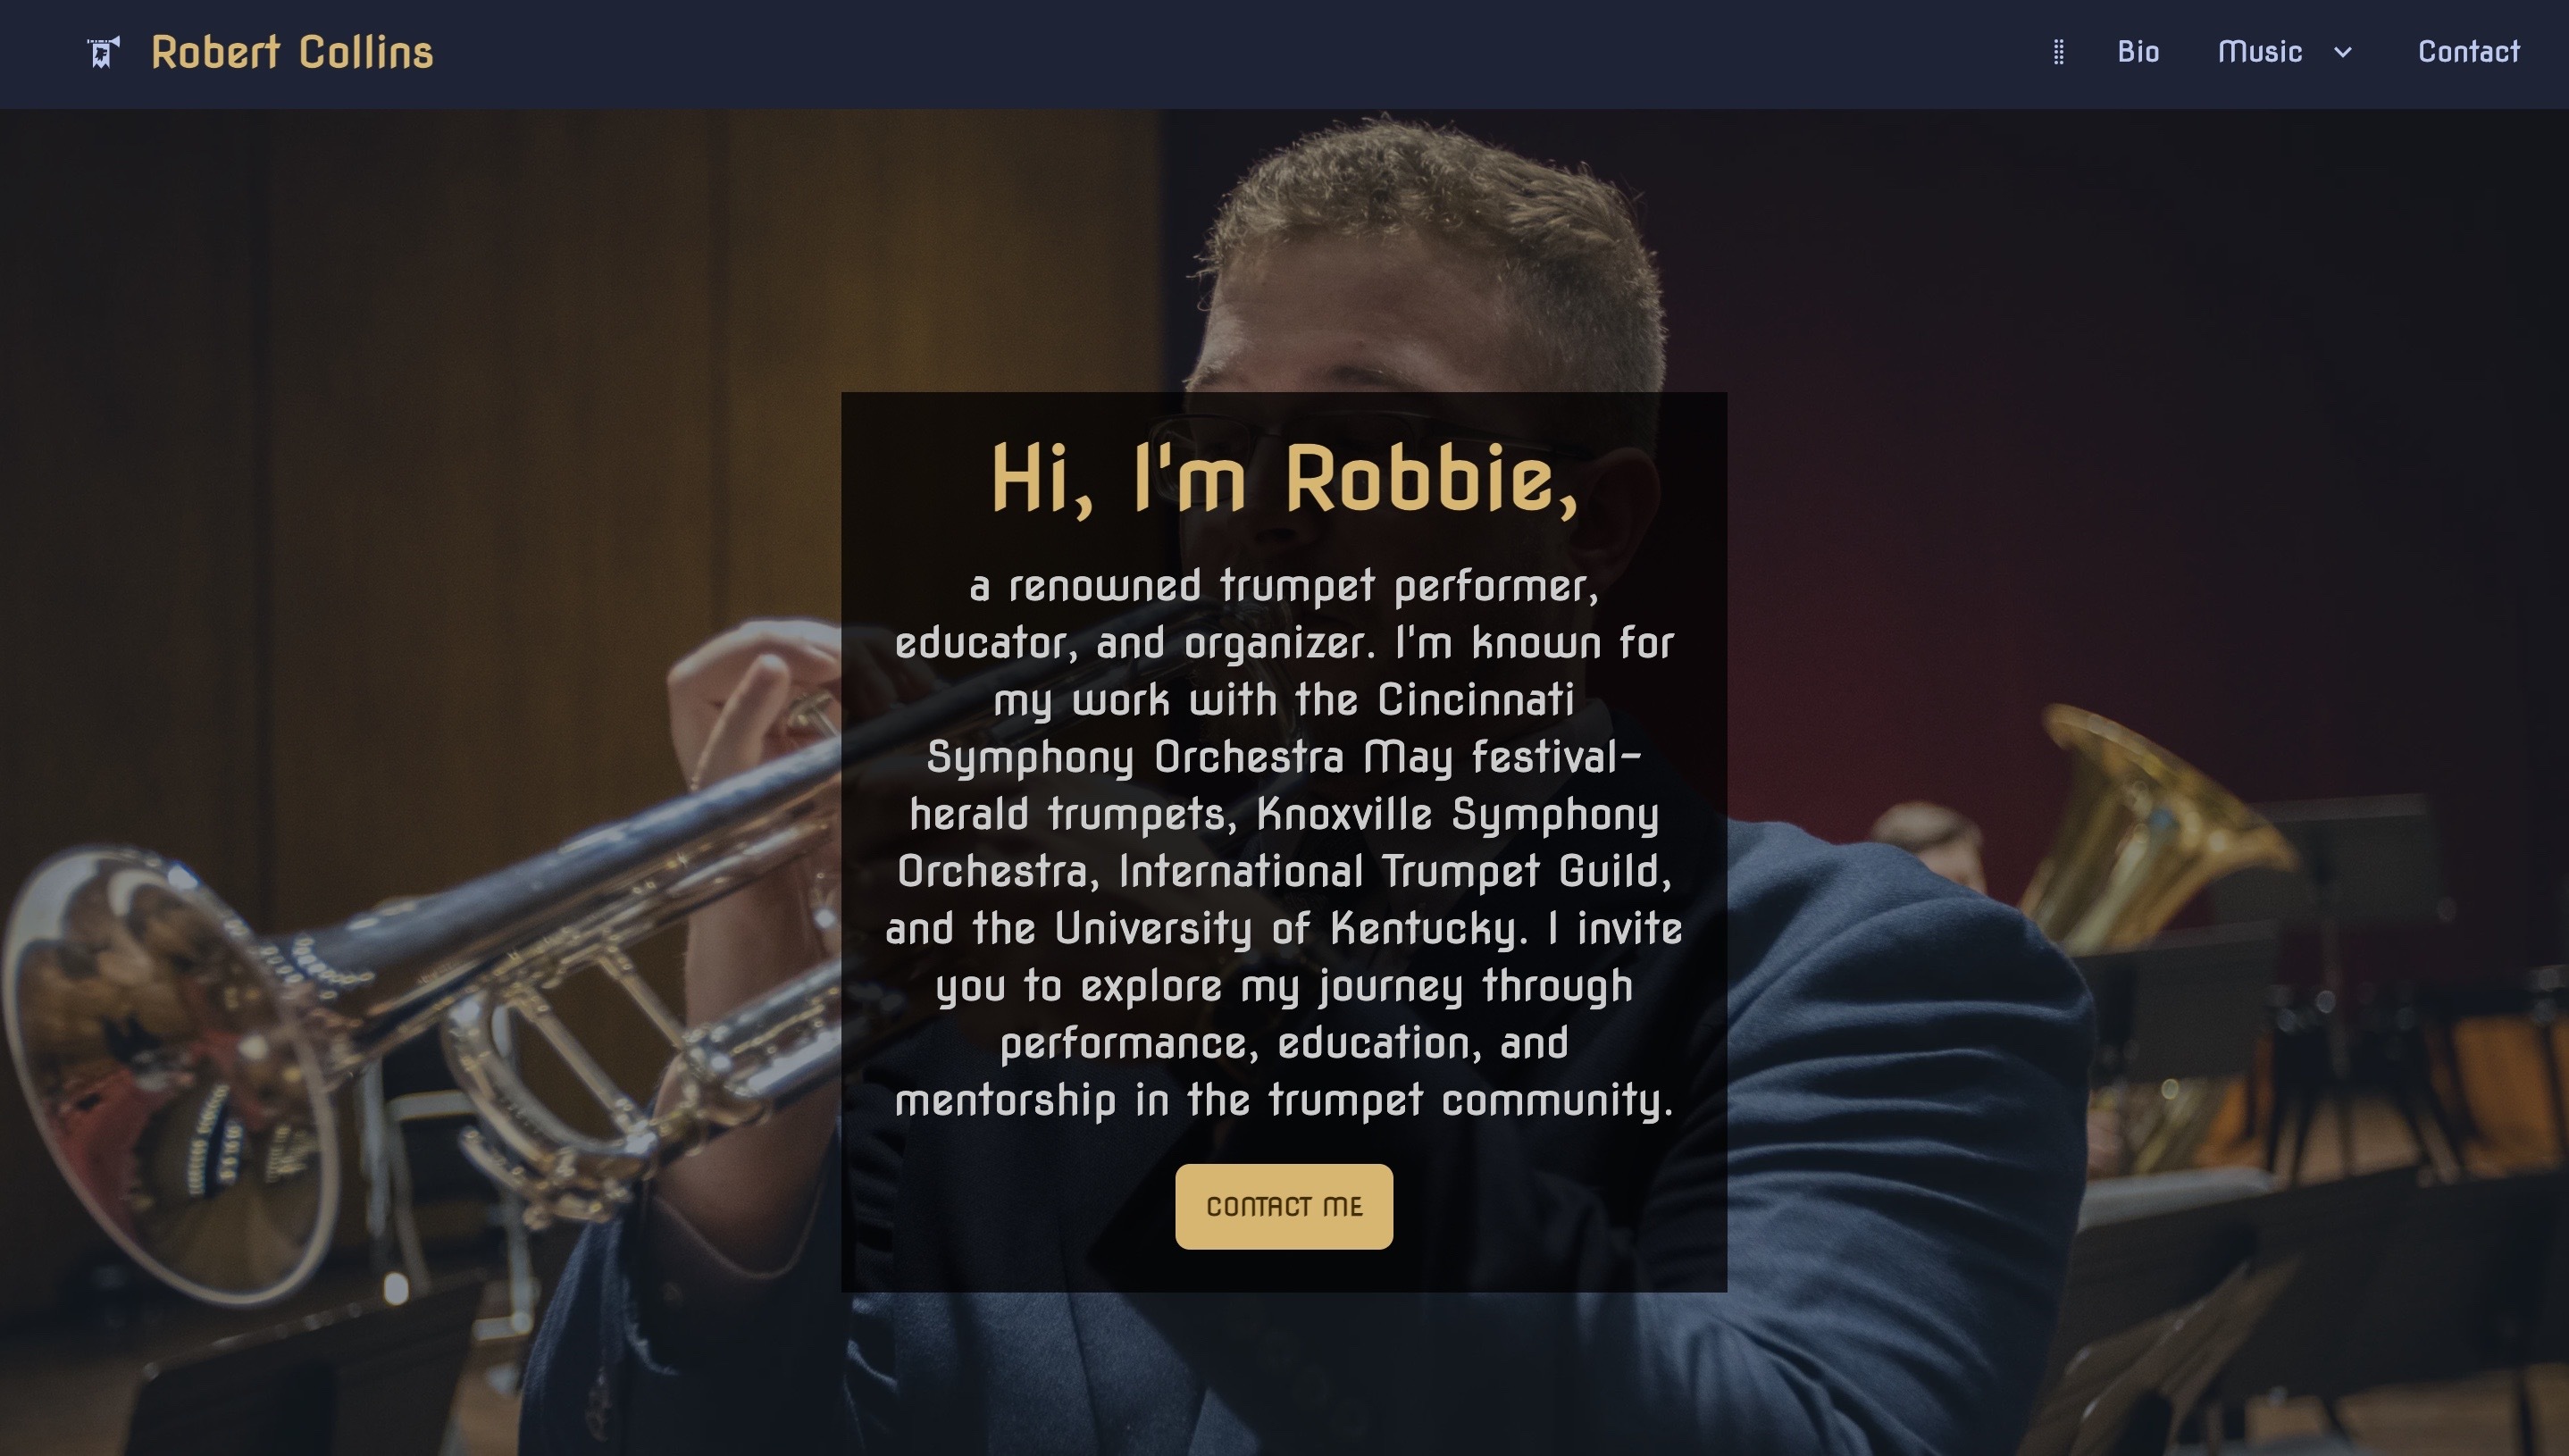 Robert Collins
Bio
Music
Contact
Hi, I'm Robbie,
a renowned trumpet performer,
educator, and organizer. I'm known for
my work with the Cincinnati
Symphony Orchestra May festival-
herald trumpets, Knoxville Symphony
Orchestra, International Trumpet Guild,
and the University of Kentucky. I invite
you to explore my journey through
performance, education, and
mentorship in the trumpet community.
CONTACT ME